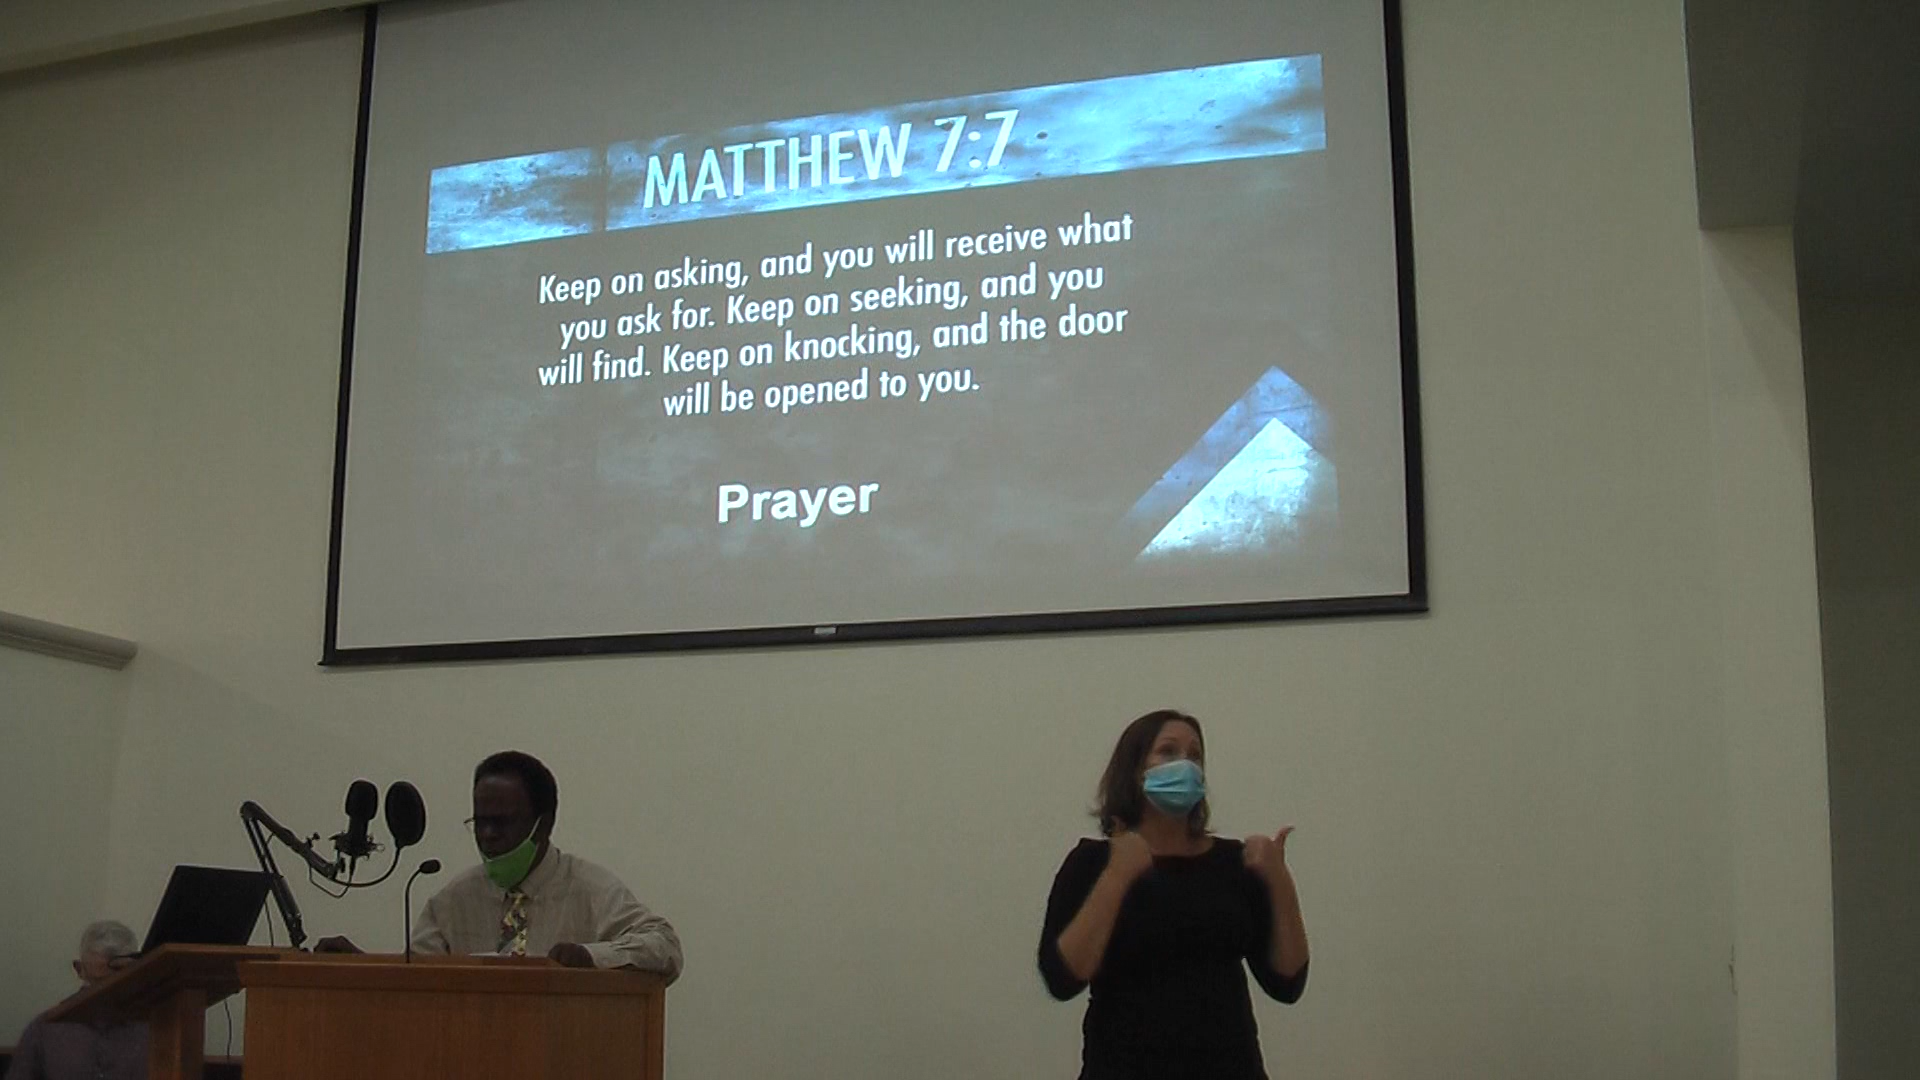 MATTHEW 7:7
Keep on asking, and you will receive what
you ask for. Keep on seeking, and you
will find. Keep on knocking, and the door
will be opened to you.
Prayer